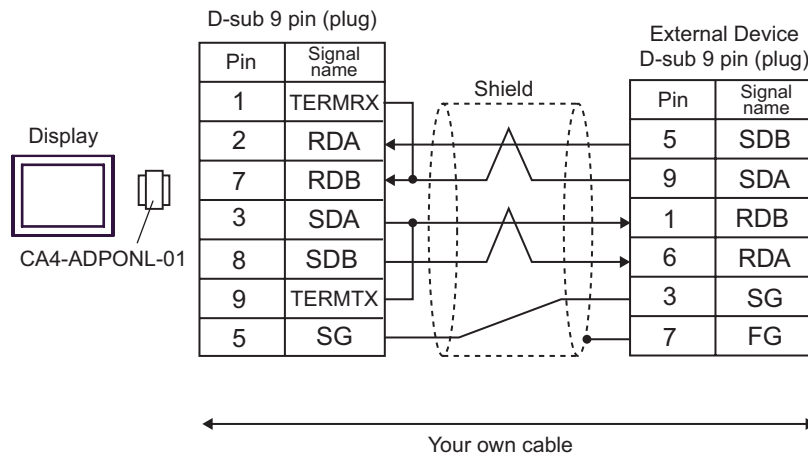 D-sub 9 pin (plug)
External Device
D-sub 9 pin (plug)
Pin Signal name
1 TERMRX
2 RDA
7 RDB
3 SDA
8 SDB
9 TERMTX
5 SG
Shield
Pin Signal name
5 SDB
9 SDA
1 RDB
6 RDA
3 SG
7 FG
Display
CA4-ADPONL-01
Your own cable